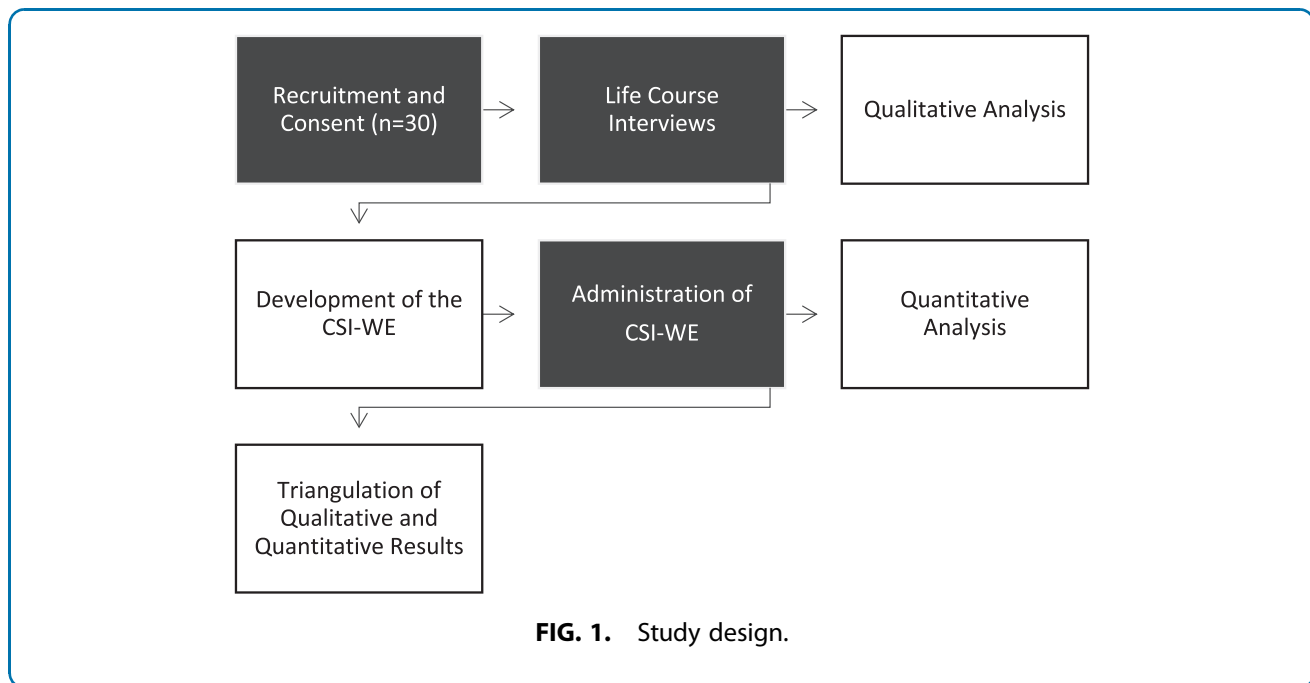 Recruitment and
Consent (n=30)
Life Course
Interviews
Qualitative Analysis
Development of the
CSI-WE
Administration of
CSI-WE
Quantitative
Analysis
Triangulation of
Qualitative and
Quantitative Results
FIG. 1. Study design.